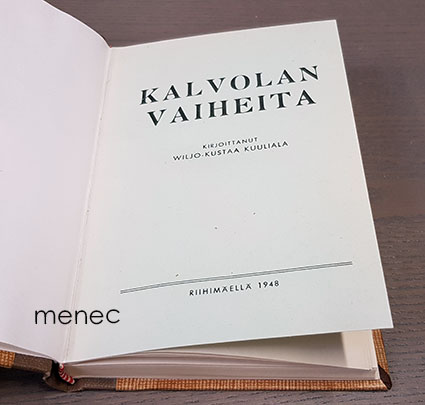 KALVOLAN
VAIHEITA
KIRJOITTANUT
WILJO-KUSTAA KUULIALA
RIIHIMÄELLÄ 1948
menec